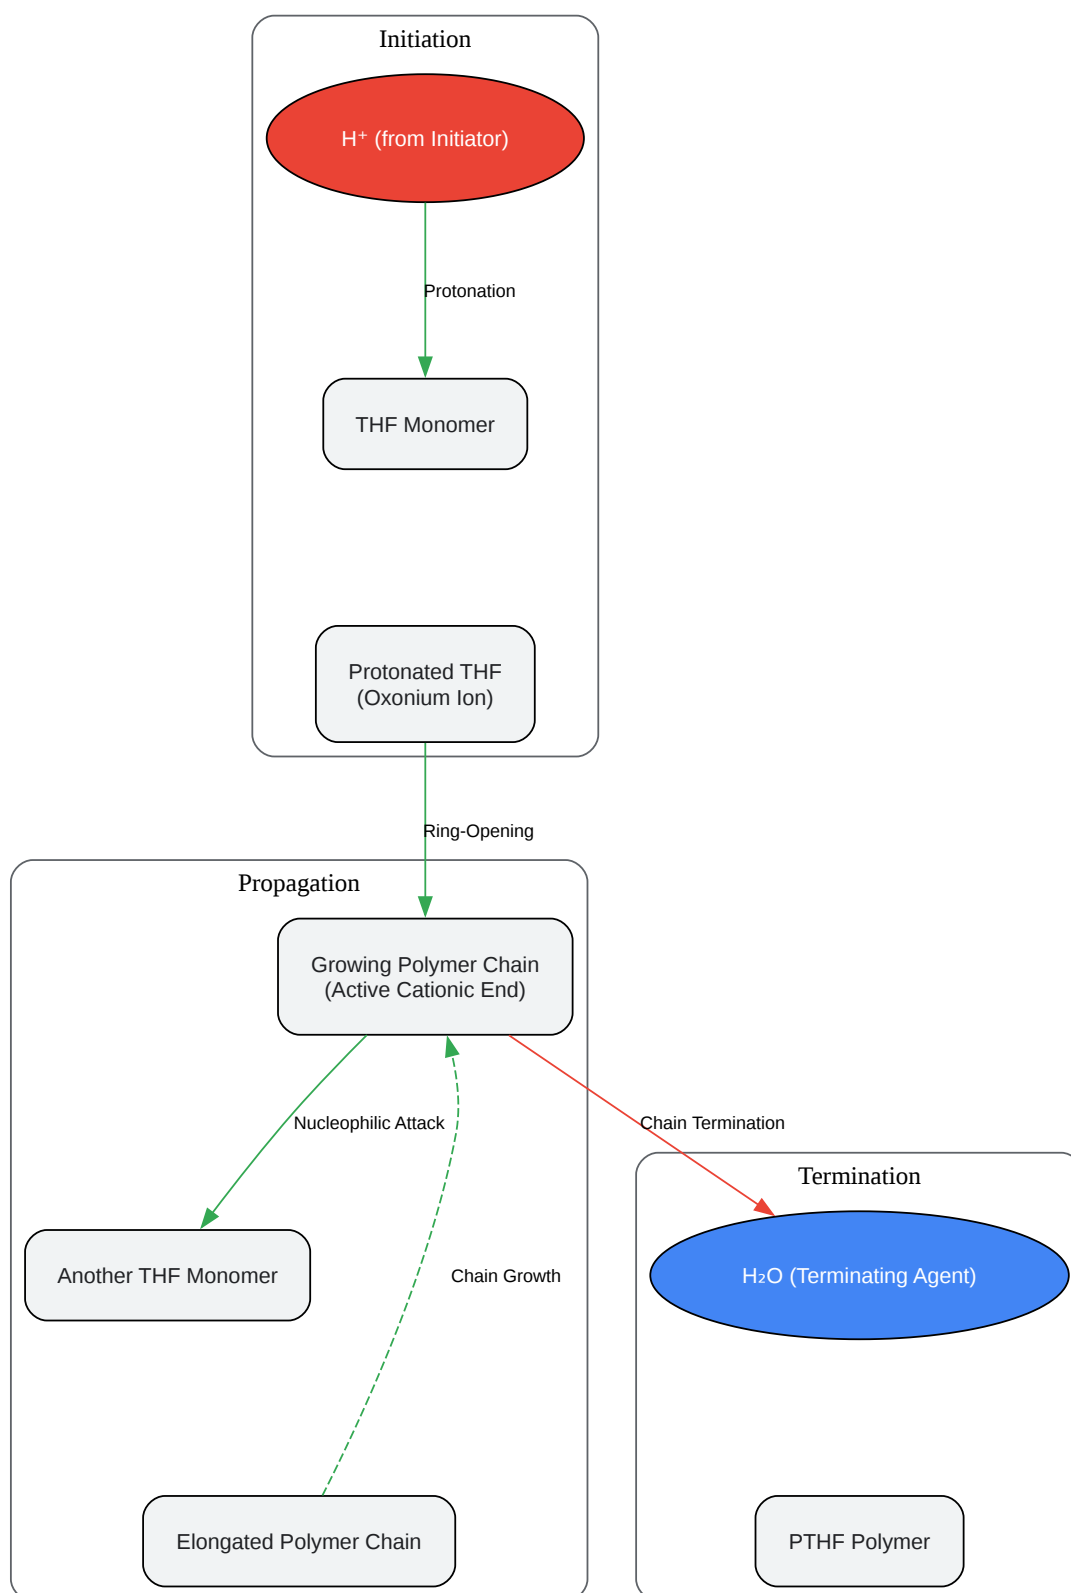 Initiation
H⁺ (from Initiator)
Protonation
THF Monomer
Protonated THF
(Oxonium Ion)
Ring-Opening
Propagation
Growing Polymer Chain
(Active Cationic End)
Nucleophilic Attack
Chain Termination
Termination
Another THF Monomer
Chain Growth
H₂O (Terminating Agent)
Elongated Polymer Chain
PTHF Polymer